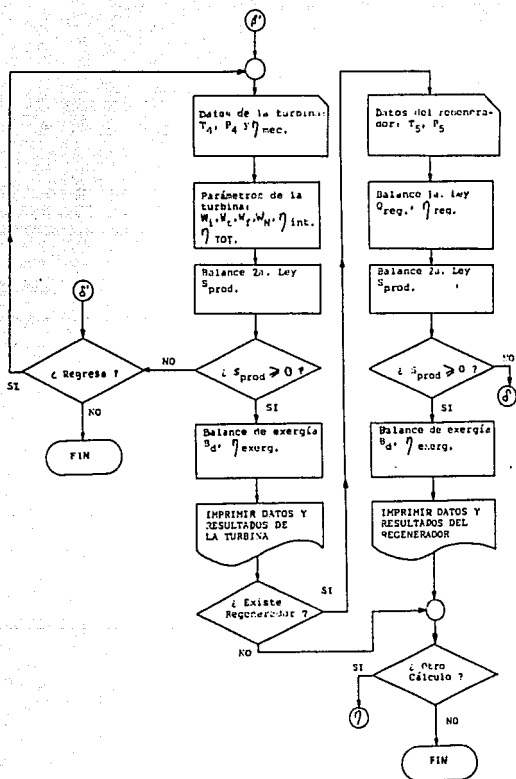 β'
Datos de la turbina:
T4, P4 y η mec.
Parámetros de la
turbina:
Wi, Wt, Wf, WN, η int.
η TOT.
Balance 2a. Ley
Sprod.
¿ Sprod ⩾ 0 ?
NO
SI
δ'
¿ Regresa ?
SI
NO
FIN
Balance de exergía
Bd, η exerg.
IMPRIMIR DATOS Y
RESULTADOS DE
LA TURBINA
¿ Existe
Regenerador ?
SI
NO
Datos del regenera-
dor: T5, P5
Balance 1a. Ley
Qreg., η reg.
Balance 2a. Ley
Sprod.
¿ Sprod ⩾ 0 ?
NO
SI
δ'
Balance de exergía
Bd, η exerg.
IMPRIMIR DATOS Y
RESULTADOS DEL
REGENERADOR
¿ Otro
Cálculo ?
SI
NO
η
FIN